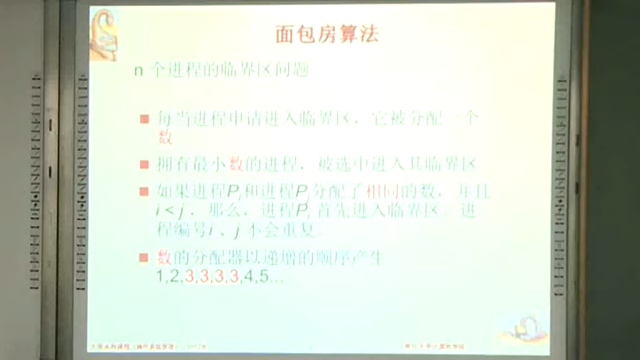 面包房算法
n 个进程的临界区问题
每当进程申请进入临界区，它被分配一个
数
拥有最小数的进程，被选中进入其临界区
如果进程Pi和进程Pj分配了相同的数，并且
i < j，那么，进程Pi首先进入临界区。进
程编号i 、j 不会重复。
数的分配器以递增的顺序产生
1,2,3,3,3,3,4,5...